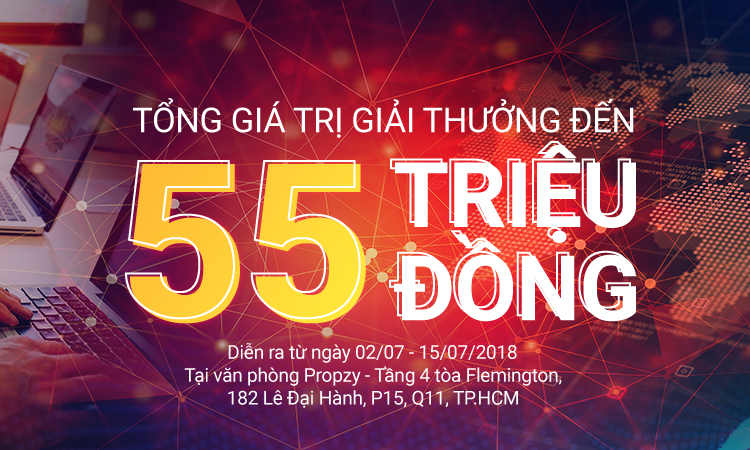 TỔNG GIÁ TRỊ GIẢI THƯỞNG ĐẾN
55 TRIỆU
ĐỒNG
Diễn ra từ ngày 02/07 - 15/07/2018
Tại văn phòng Propzy - Tầng 4 tòa Flemington,
182 Lê Đại Hành, P15, Q11, TP.HCM